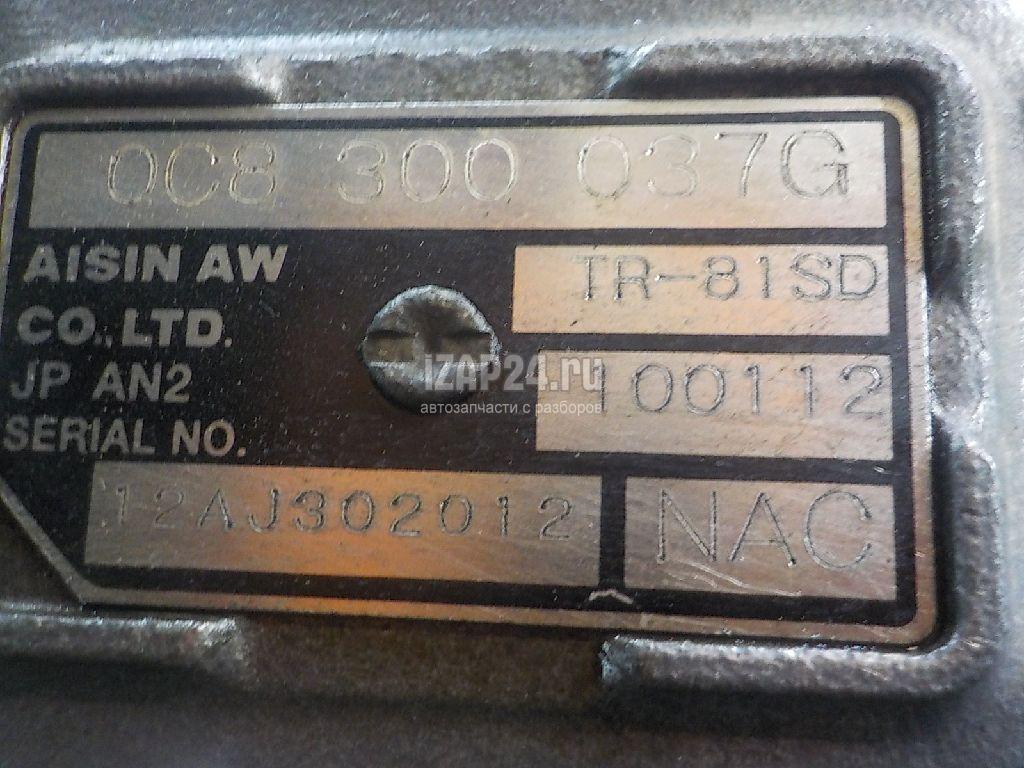 0C8 300 037G
AISIN AW
CO.,LTD.
JP AN2
SERIAL NO.
TR-81SD
100112
12AJ302012
NAC
iZAP24.ru
автозапчасти с разборов